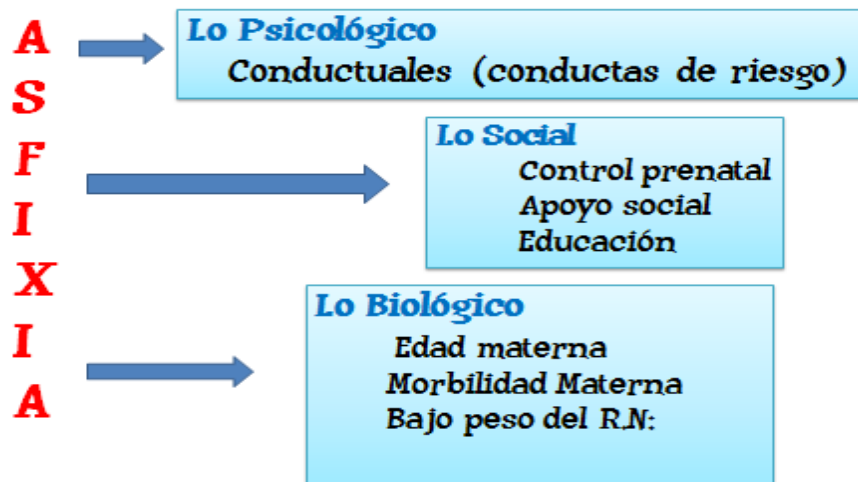 ASFIXIA
Lo Psicológico
Conductuales (conductas de riesgo)
Lo Social
Control prenatal
Apoyo social
Educación
Lo Biológico
Edad materna
Morbilidad Materna
Bajo peso del R.N: